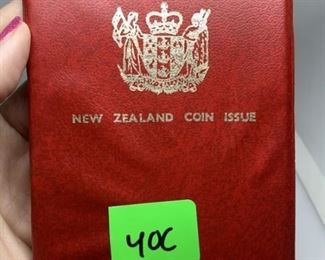 NEW ZEALAND COIN ISSUE
40C